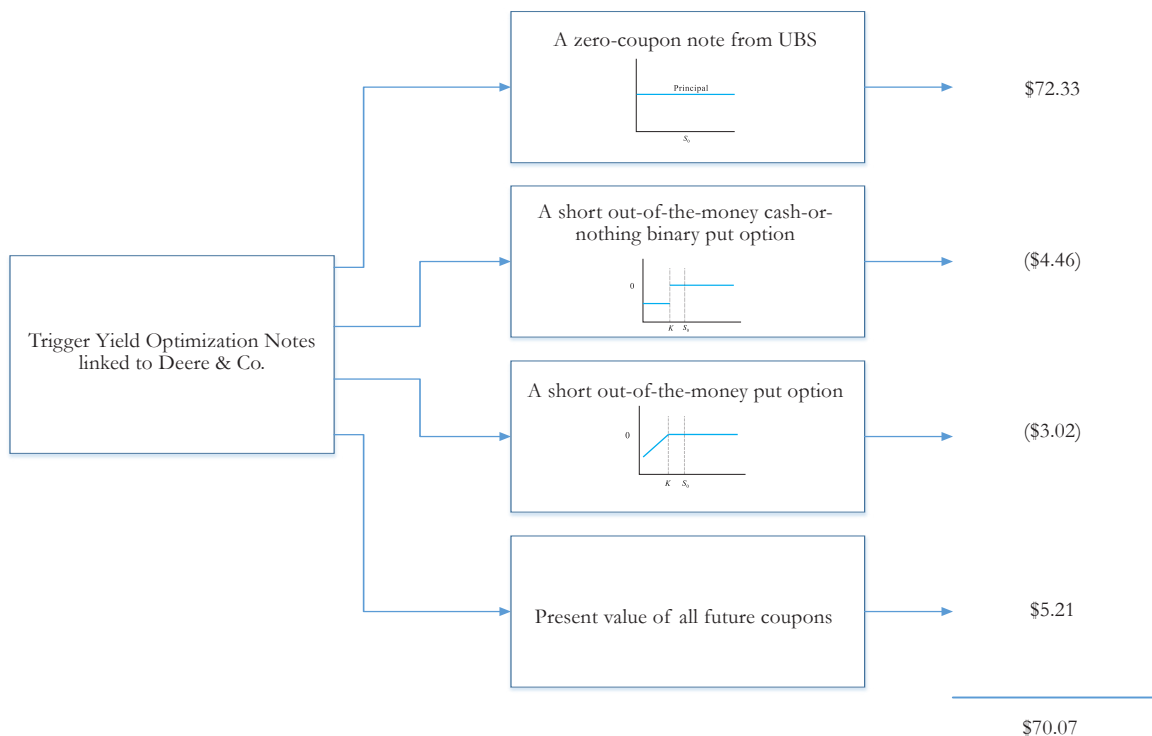 A zero-coupon note from UBS
Principal
S₀
$72.33
A short out-of-the-money cash-or-
nothing binary put option
0
K S₀
($4.46)
Trigger Yield Optimization Notes
linked to Deere & Co.
A short out-of-the-money put option
0
K S₀
($3.02)
Present value of all future coupons
$5.21
$70.07